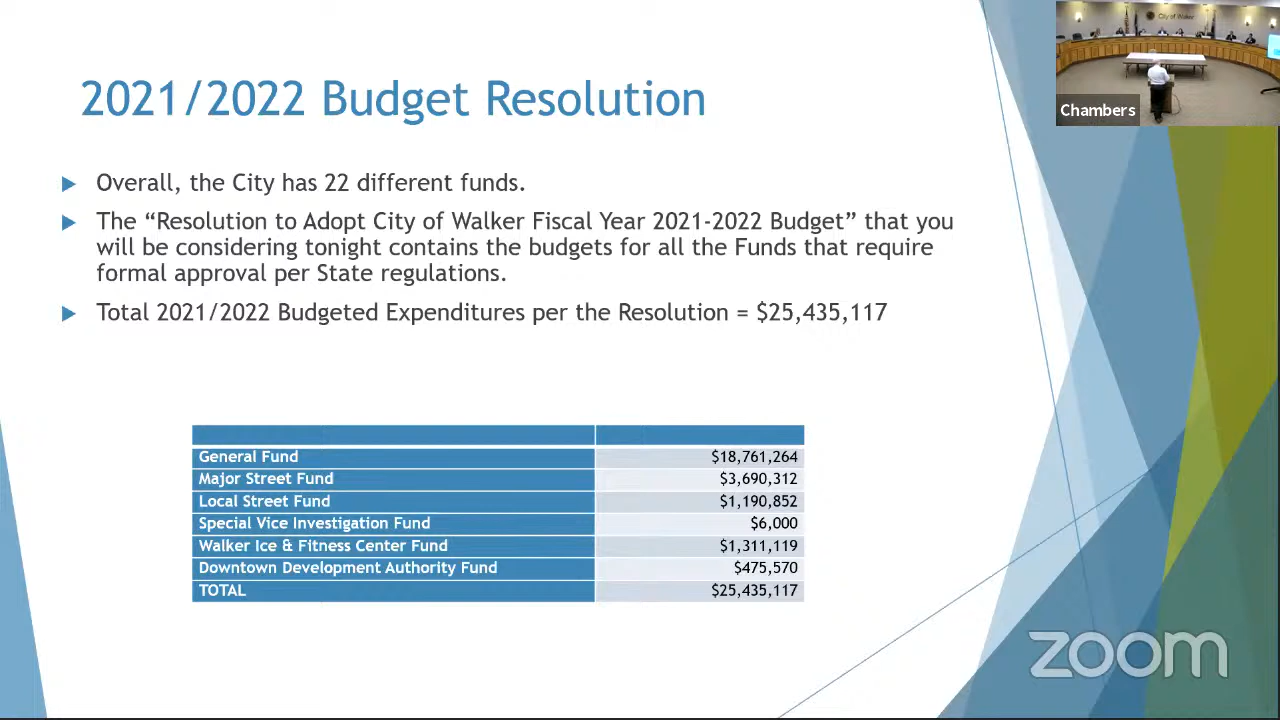 2021/2022 Budget Resolution
City of Walker
Chambers
Overall, the City has 22 different funds.
The “Resolution to Adopt City of Walker Fiscal Year 2021-2022 Budget” that you
will be considering tonight contains the budgets for all the Funds that require
formal approval per State regulations.
Total 2021/2022 Budgeted Expenditures per the Resolution = $25,435,117
General Fund $18,761,264
Major Street Fund $3,690,312
Local Street Fund $1,190,852
Special Vice Investigation Fund $6,000
Walker Ice & Fitness Center Fund $1,311,119
Downtown Development Authority Fund $475,570
TOTAL $25,435,117
zoom